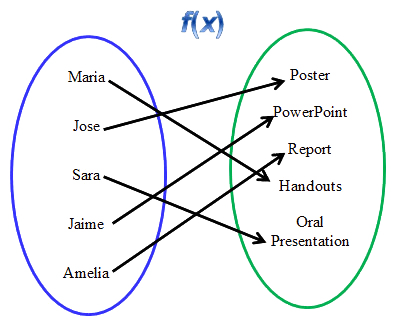 f(x)
Maria
Jose
Sara
Jaime
Amelia
Poster
PowerPoint
Report
Handouts
Oral
Presentation